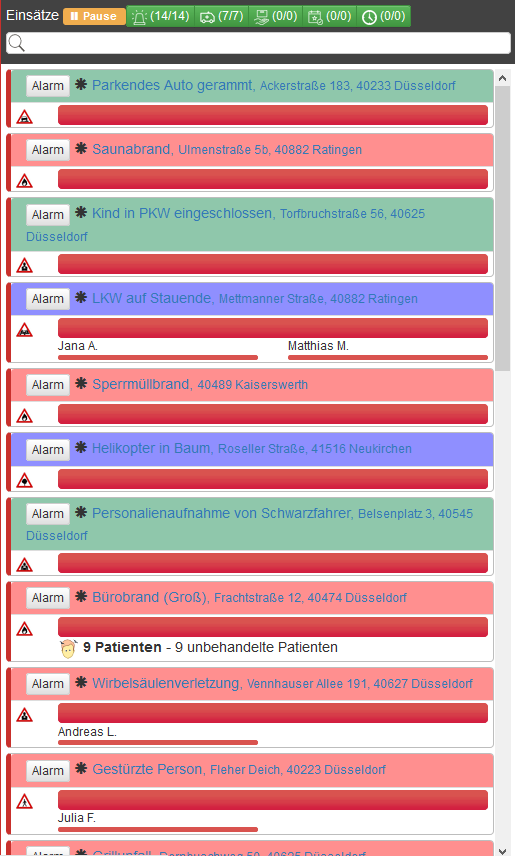 Einsätze Pause (14/14) (7/7) (0/0) (0/0) (0/0)
Alarm Parkendes Auto gerammt, Ackerstraße 183, 40233 Düsseldorf
Alarm Saunabrand, Ulmenstraße 5b, 40882 Ratingen
Alarm Kind in PKW eingeschlossen, Torfbruchstraße 56, 40625
Düsseldorf
Alarm LKW auf Stauende, Mettmanner Straße, 40882 Ratingen
Jana A. Matthias M.
Alarm Sperrmüllbrand, 40489 Kaiserswerth
Alarm Helikopter in Baum, Roseller Straße, 41516 Neukirchen
Alarm Personalienaufnahme von Schwarzfahrer, Belsenplatz 3, 40545
Düsseldorf
Alarm Bürobrand (Groß), Frachtstraße 12, 40474 Düsseldorf
9 Patienten - 9 unbehandelte Patienten
Alarm Wirbelsäulenverletzung, Vennhauser Allee 191, 40627 Düsseldorf
Andreas L.
Alarm Gestürzte Person, Fleher Deich, 40223 Düsseldorf
Julia F.
Alarm Grillunfall, 50, 40625 Düsseldorf